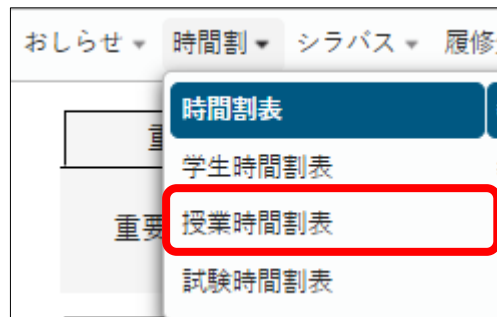 おしらせ 時間割 シラバス 履修
時間割表
学生時間割表
重要
授業時間割表
試験時間割表